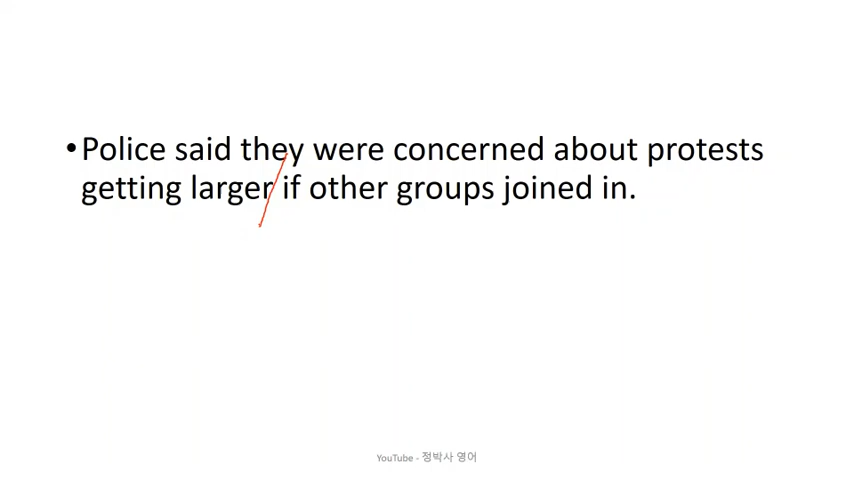 •Police said they were concerned about protests
getting larger if other groups joined in.
YouTube - 정박사 영어